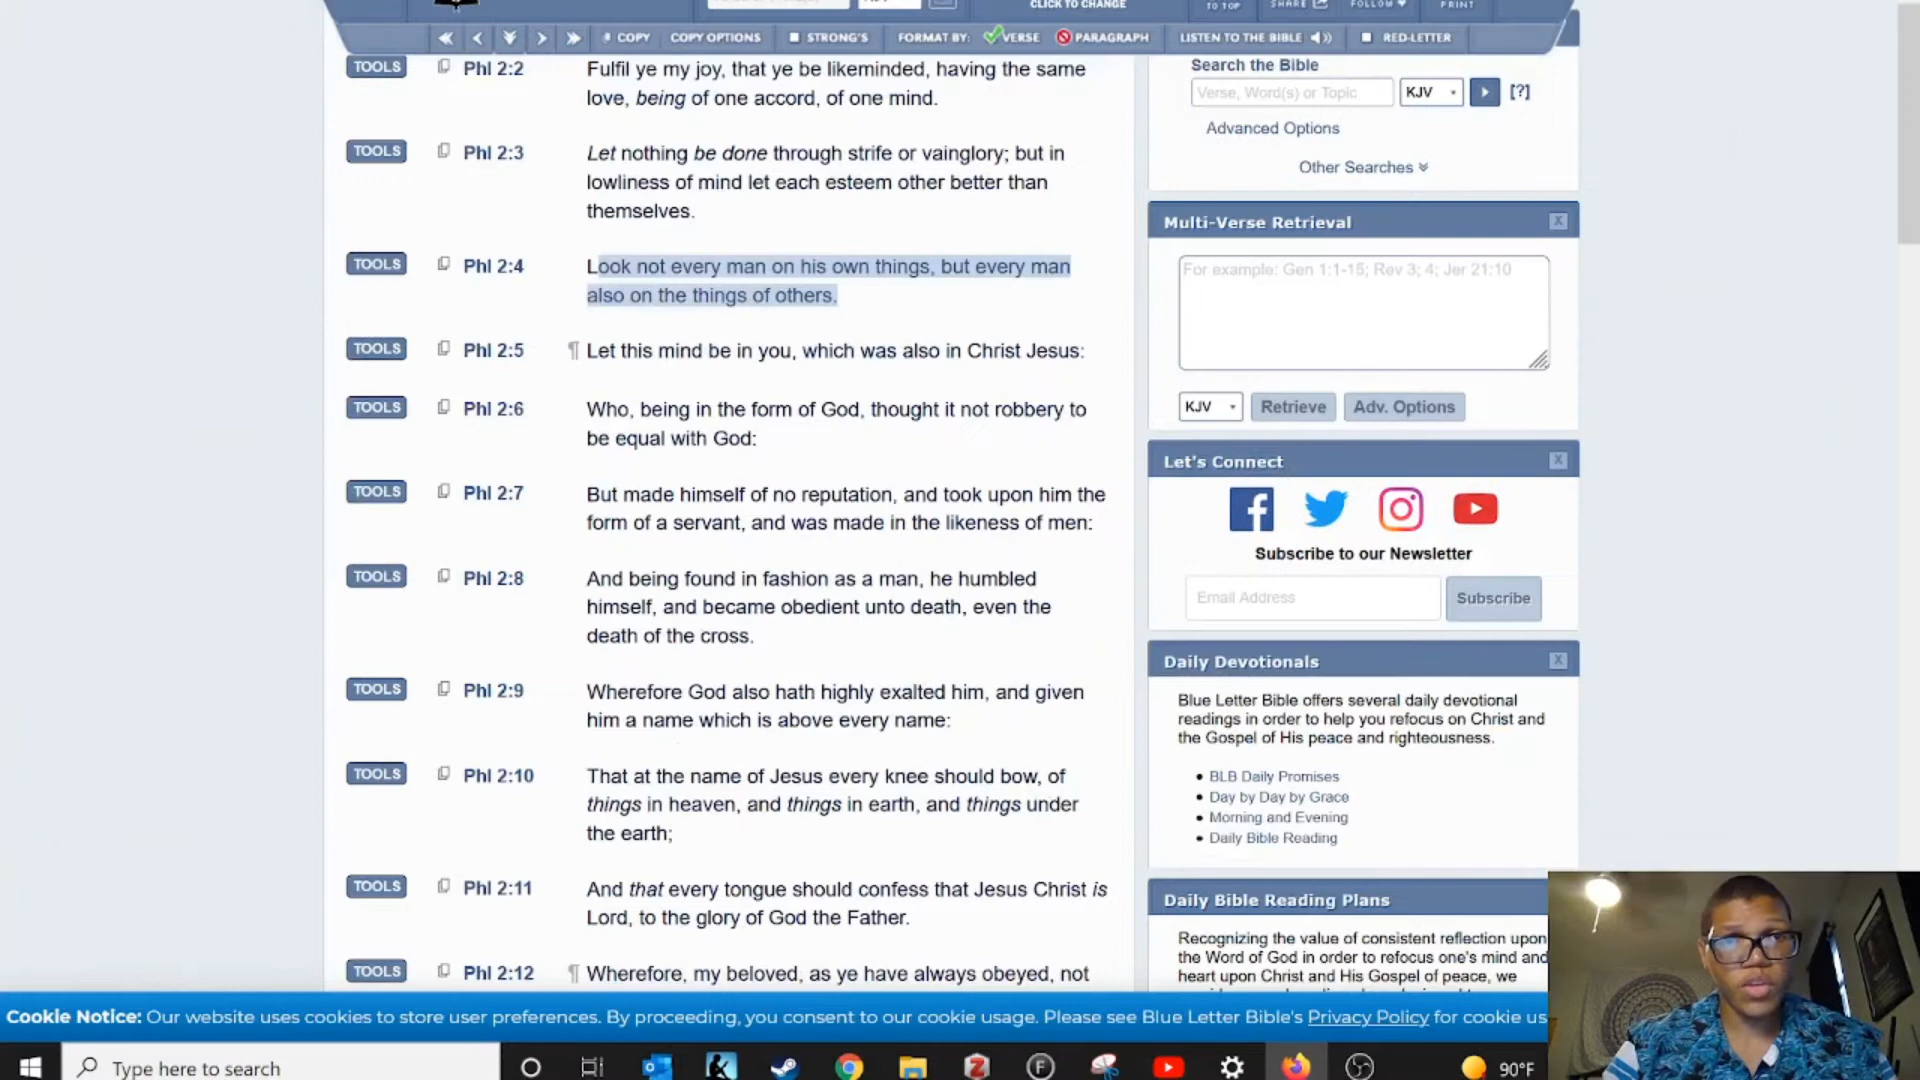 KJV
CLICK TO CHANGE
TO TOP
SHARE
FOLLOW
PRINT
COPY
COPY OPTIONS
STRONG'S
FORMAT BY:
VERSE
PARAGRAPH
LISTEN TO THE BIBLE
RED-LETTER
TOOLS Phl 2:2 Fulfil ye my joy, that ye be likeminded, having the same
love, being of one accord, of one mind.
TOOLS Phl 2:3 Let nothing be done through strife or vainglory; but in
lowliness of mind let each esteem other better than
themselves.
TOOLS Phl 2:4 Look not every man on his own things, but every man
also on the things of others.
TOOLS Phl 2:5 ¶ Let this mind be in you, which was also in Christ Jesus:
TOOLS Phl 2:6 Who, being in the form of God, thought it not robbery to
be equal with God:
TOOLS Phl 2:7 But made himself of no reputation, and took upon him the
form of a servant, and was made in the likeness of men:
TOOLS Phl 2:8 And being found in fashion as a man, he humbled
himself, and became obedient unto death, even the
death of the cross.
TOOLS Phl 2:9 Wherefore God also hath highly exalted him, and given
him a name which is above every name:
TOOLS Phl 2:10 That at the name of Jesus every knee should bow, of
things in heaven, and things in earth, and things under
the earth;
TOOLS Phl 2:11 And that every tongue should confess that Jesus Christ is
Lord, to the glory of God the Father.
TOOLS Phl 2:12 ¶ Wherefore, my beloved, as ye have always obeyed, not
Search the Bible
Verse, Word(s) or Topic KJV [?]
Advanced Options
Other Searches
Multi-Verse Retrieval X
For example: Gen 1:1-15; Rev 3; 4; Jer 21:10
KJV Retrieve Adv. Options
Let's Connect X
Subscribe to our Newsletter
Email Address Subscribe
Daily Devotionals X
Blue Letter Bible offers several daily devotional
readings in order to help you refocus on Christ and
the Gospel of His peace and righteousness.
• BLB Daily Promises
• Day by Day by Grace
• Morning and Evening
• Daily Bible Reading
Daily Bible Reading Plans
Recognizing the value of consistent reflection upon
the Word of God in order to refocus one's mind and
heart upon Christ and His Gospel of peace, we
Cookie Notice: Our website uses cookies to store user preferences. By proceeding, you consent to our cookie usage. Please see Blue Letter Bible's Privacy Policy for cookie us
Type here to search
90°F